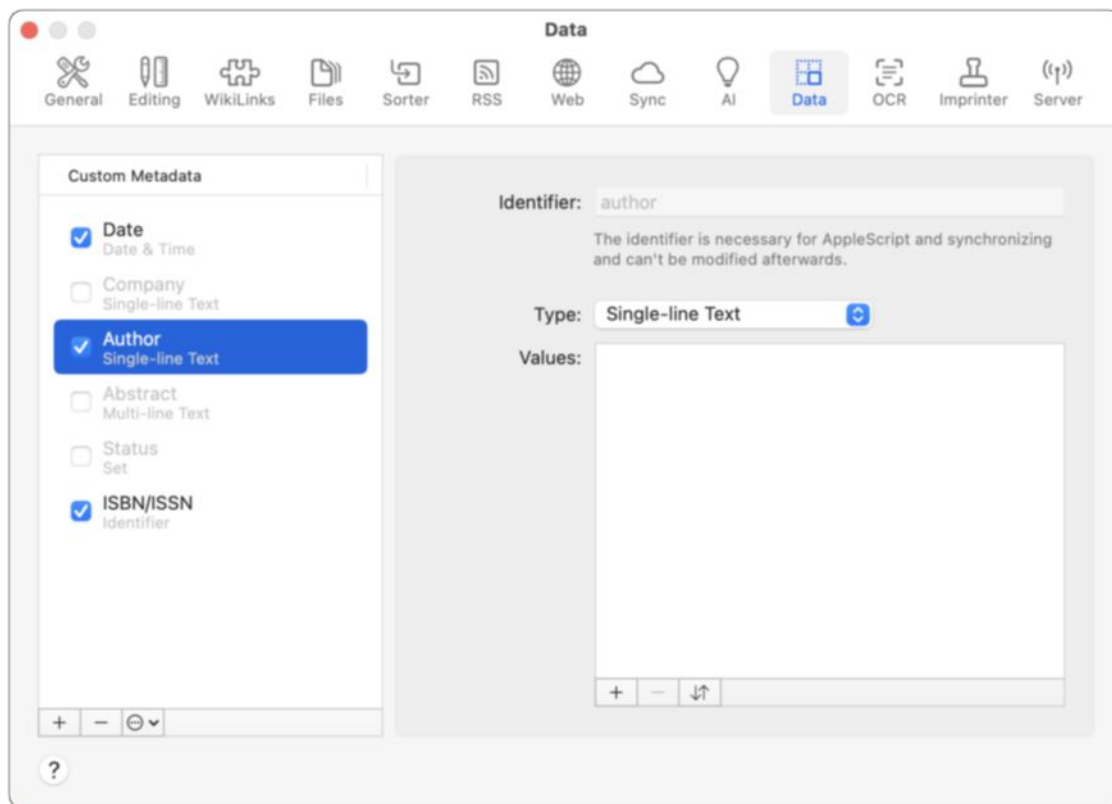 Data
General
Editing
WikiLinks
Files
Sorter
RSS
Web
Sync
AI
Data
OCR
Imprinter
Server
Custom Metadata
Date
Date & Time
Company
Single-line Text
Author
Single-line Text
Abstract
Multi-line Text
Status
Set
ISBN/ISSN
Identifier
Identifier: author
The identifier is necessary for AppleScript and synchronizing
and can't be modified afterwards.
Type: Single-line Text
Values: